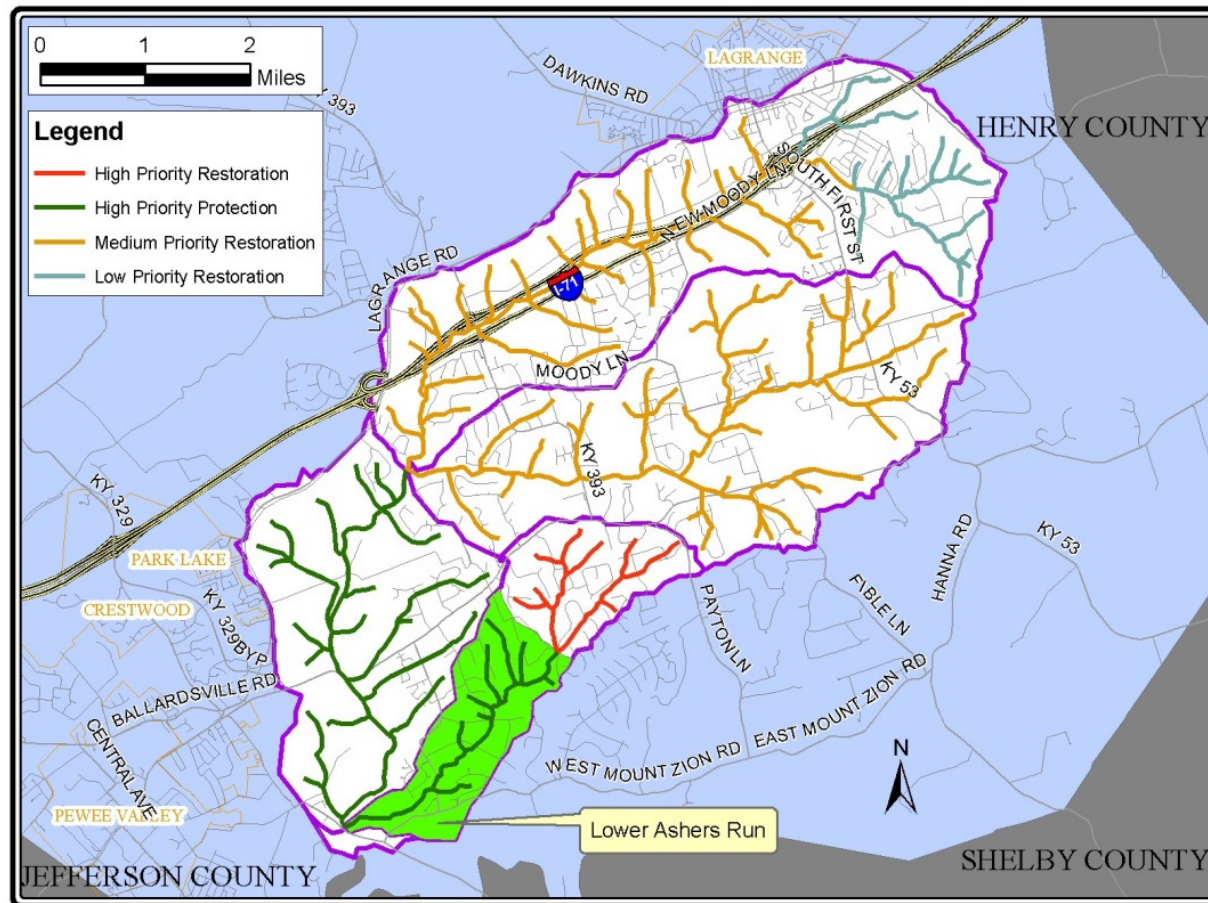 0 1 2
Miles
Legend
High Priority Restoration
High Priority Protection
Medium Priority Restoration
Low Priority Restoration
KY 393
DAWKINS RD
LAGRANGE
HENRY COUNTY
NEW MOODY LN
SOUTH FIRST ST
LAGRANGE RD
I-71
MOODY LN
KY 53
KY 393
KY 329
PARK LAKE
CRESTWOOD
KY 329BYP
BALLARDSVILLE RD
CENTRAL AVE
PEWEE VALLEY
HANNA RD
KY 53
FIBLE LN
PAYTON LN
WEST MOUNT ZION RD
EAST MOUNT ZION RD
N
Lower Ashers Run
JEFFERSON COUNTY
SHELBY COUNTY